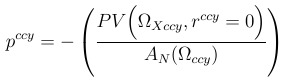 $p^{ccy} = -\left(\frac{PV\left(\Omega_{Xccy}, r^{ccy} = 0\right)}{A_N(\Omega_{ccy})}\right)$